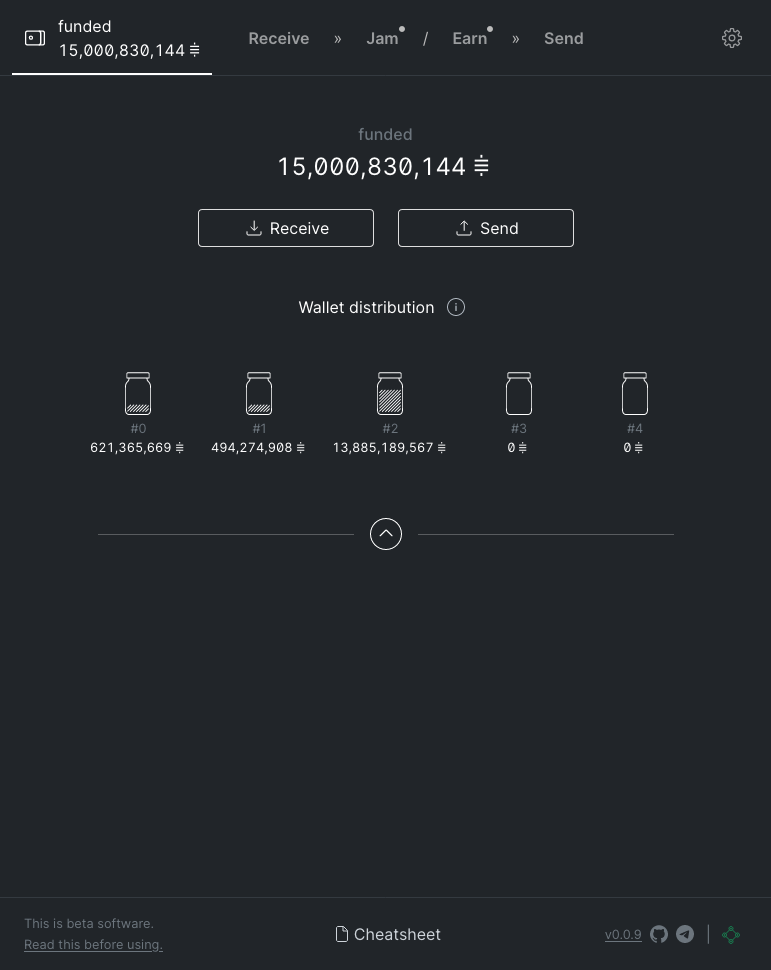 funded
15,000,830,144
Receive » Jam / Earn » Send
funded
15,000,830,144
Receive
Send
Wallet distribution
#0 #1 #2 #3 #4
621,365,669 494,274,908 13,885,189,567 0 0
This is beta software.
Read this before using.
Cheatsheet
v0.0.9